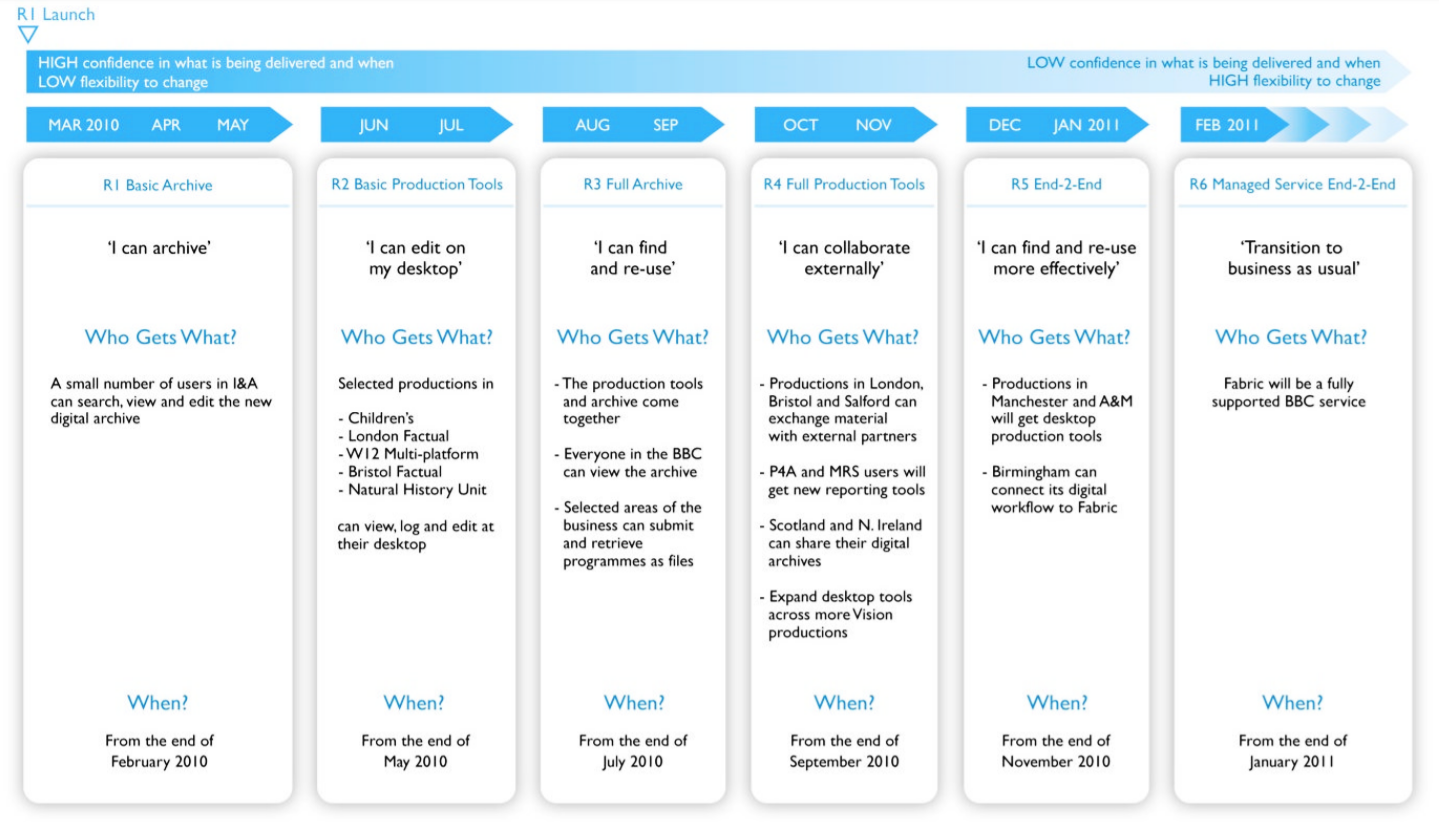 R1 Launch
HIGH confidence in what is being delivered and when
LOW flexibility to change
LOW confidence in what is being delivered and when
HIGH flexibility to change
MAR 2010 APR MAY
JUN JUL
AUG SEP
OCT NOV
DEC JAN 2011
FEB 2011
R1 Basic Archive
‘I can archive’
Who Gets What?
A small number of users in I&A
can search, view and edit the new
digital archive
When?
From the end of
February 2010
R2 Basic Production Tools
‘I can edit on
my desktop’
Who Gets What?
Selected productions in
- Children’s
- London Factual
- W12 Multi-platform
- Bristol Factual
- Natural History Unit
can view, log and edit at
their desktop
When?
From the end of
May 2010
R3 Full Archive
‘I can find
and re-use’
Who Gets What?
- The production tools
and archive come
together
- Everyone in the BBC
can view the archive
- Selected areas of the
business can submit
and retrieve
programmes as files
When?
From the end of
July 2010
R4 Full Production Tools
‘I can collaborate
externally’
Who Gets What?
- Productions in London,
Bristol and Salford can
exchange material
with external partners
- P4A and MRS users will
get new reporting tools
- Scotland and N. Ireland
can share their digital
archives
- Expand desktop tools
across more Vision
productions
When?
From the end of
September 2010
R5 End-2-End
‘I can find and re-use
more effectively’
Who Gets What?
- Productions in
Manchester and A&M
will get desktop
production tools
- Birmingham can
connect its digital
workflow to Fabric
When?
From the end of
November 2010
R6 Managed Service End-2-End
‘Transition to
business as usual’
Who Gets What?
Fabric will be a fully
supported BBC service
When?
From the end of
January 2011